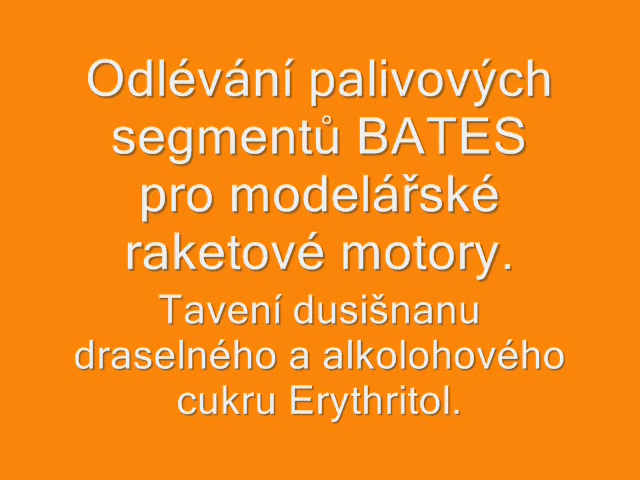 Odlévání palivových
segmentů BATES
pro modelářské
raketové motory.
Tavení dusišnanu
draselného a alkolohového
cukru Erythritol.